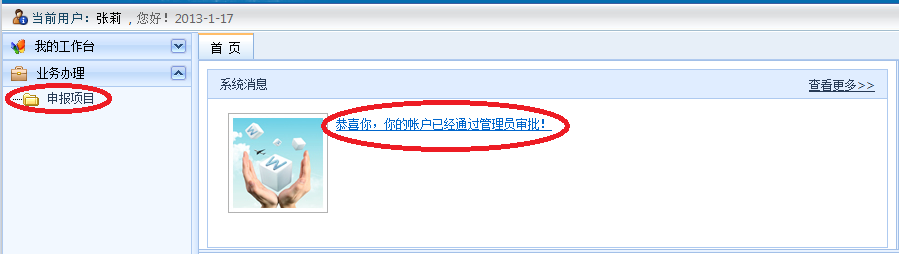 当前用户：张莉，您好！2013-1-17
我的工作台
首 页
业务办理
系统消息
查看更多>>
申报项目
恭喜你，你的帐户已经通过管理员审批！
W
W